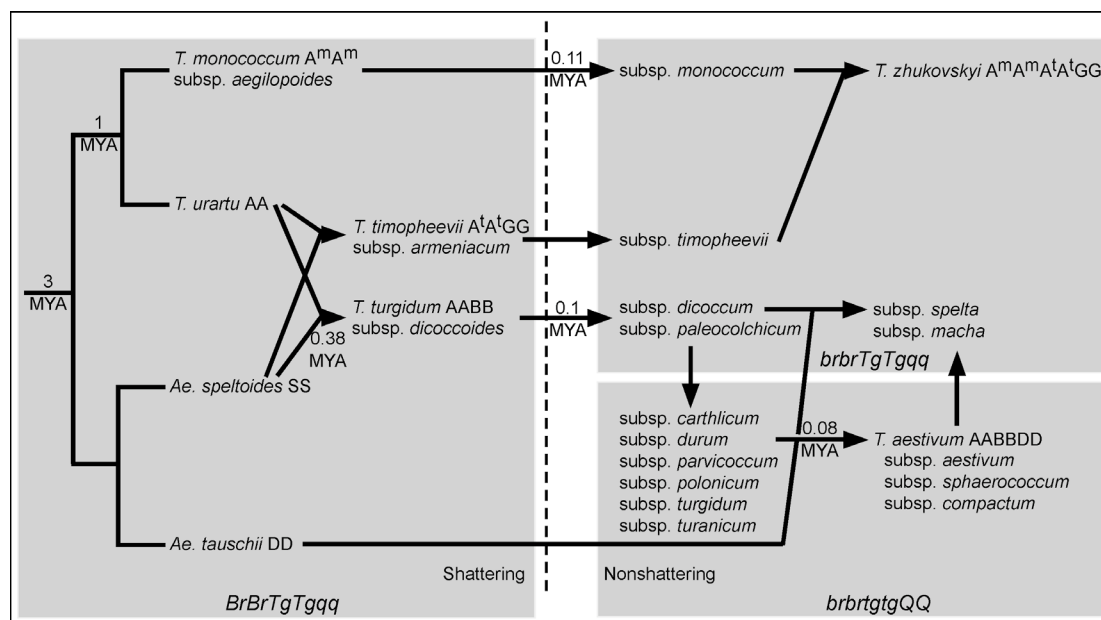 T. monococcum AᵐAᵐ
subsp. aegilopoides
0.11
MYA
subsp. monococcum
T. zhukovskyi AᵐAᵐAᵗAᵗGG
1
MYA
T. urartu AA
T. timopheevii AᵗAᵗGG
subsp. armeniacum
subsp. timopheevii
3
MYA
T. turgidum AABB
subsp. dicoccoides
0.38
MYA
0.1
MYA
subsp. dicoccum
subsp. paleocolchicum
subsp. spelta
subsp. macha
brbrTgTgqq
Ae. speltoides SS
subsp. carthlicum
subsp. durum
subsp. parvicoccum
subsp. polonicum
subsp. turgidum
subsp. turanicum
0.08
MYA
T. aestivum AABBDD
subsp. aestivum
subsp. sphaerococcum
subsp. compactum
Ae. tauschii DD
Shattering
Nonshattering
BrBrTgTgqq
brbrtgtgQQ